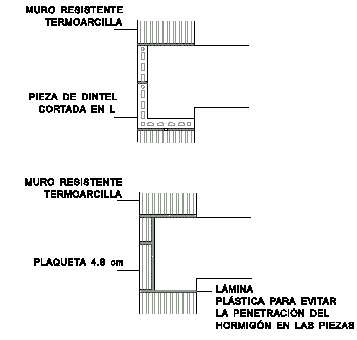 MURO RESISTENTE
TERMOARCILLA
PIEZA DE DINTEL
CORTADA EN L
MURO RESISTENTE
TERMOARCILLA
PLAQUETA 4.8 cm
LÁMINA
PLÁSTICA PARA EVITAR
LA PENETRACIÓN DEL
HORMIGÓN EN LAS PIEZAS